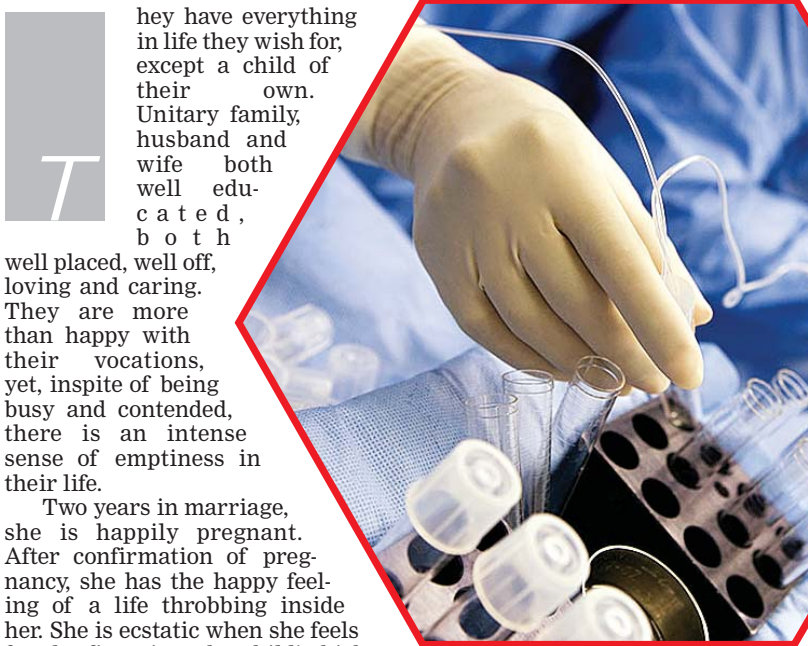 T
hey have everything
in life they wish for,
except a child of
their own.
Unitary family,
husband and
wife both
well edu-
cated,
both
well placed, well off,
loving and caring.
They are more
than happy with
their vocations,
yet, inspite of being
busy and contended,
there is an intense
sense of emptiness in
their life.
Two years in marriage,
she is happily pregnant.
After confirmation of preg-
nancy, she has the happy feel-
ing of a life throbbing inside
her. She is ecstatic when she feels